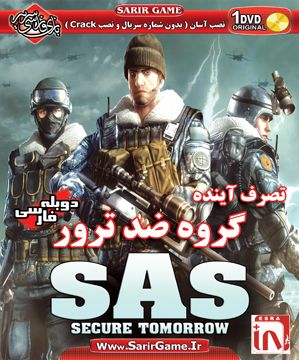 SARIR GAME
1DVD
ORIGINAL
نصب آسان ( بدون شماره سریال و نصب Crack )
تصرف آینده
گروه ضد ترور
دوبله
فارسی
SAS
SECURE TOMORROW
ESRA
Www.SarirGame.Ir